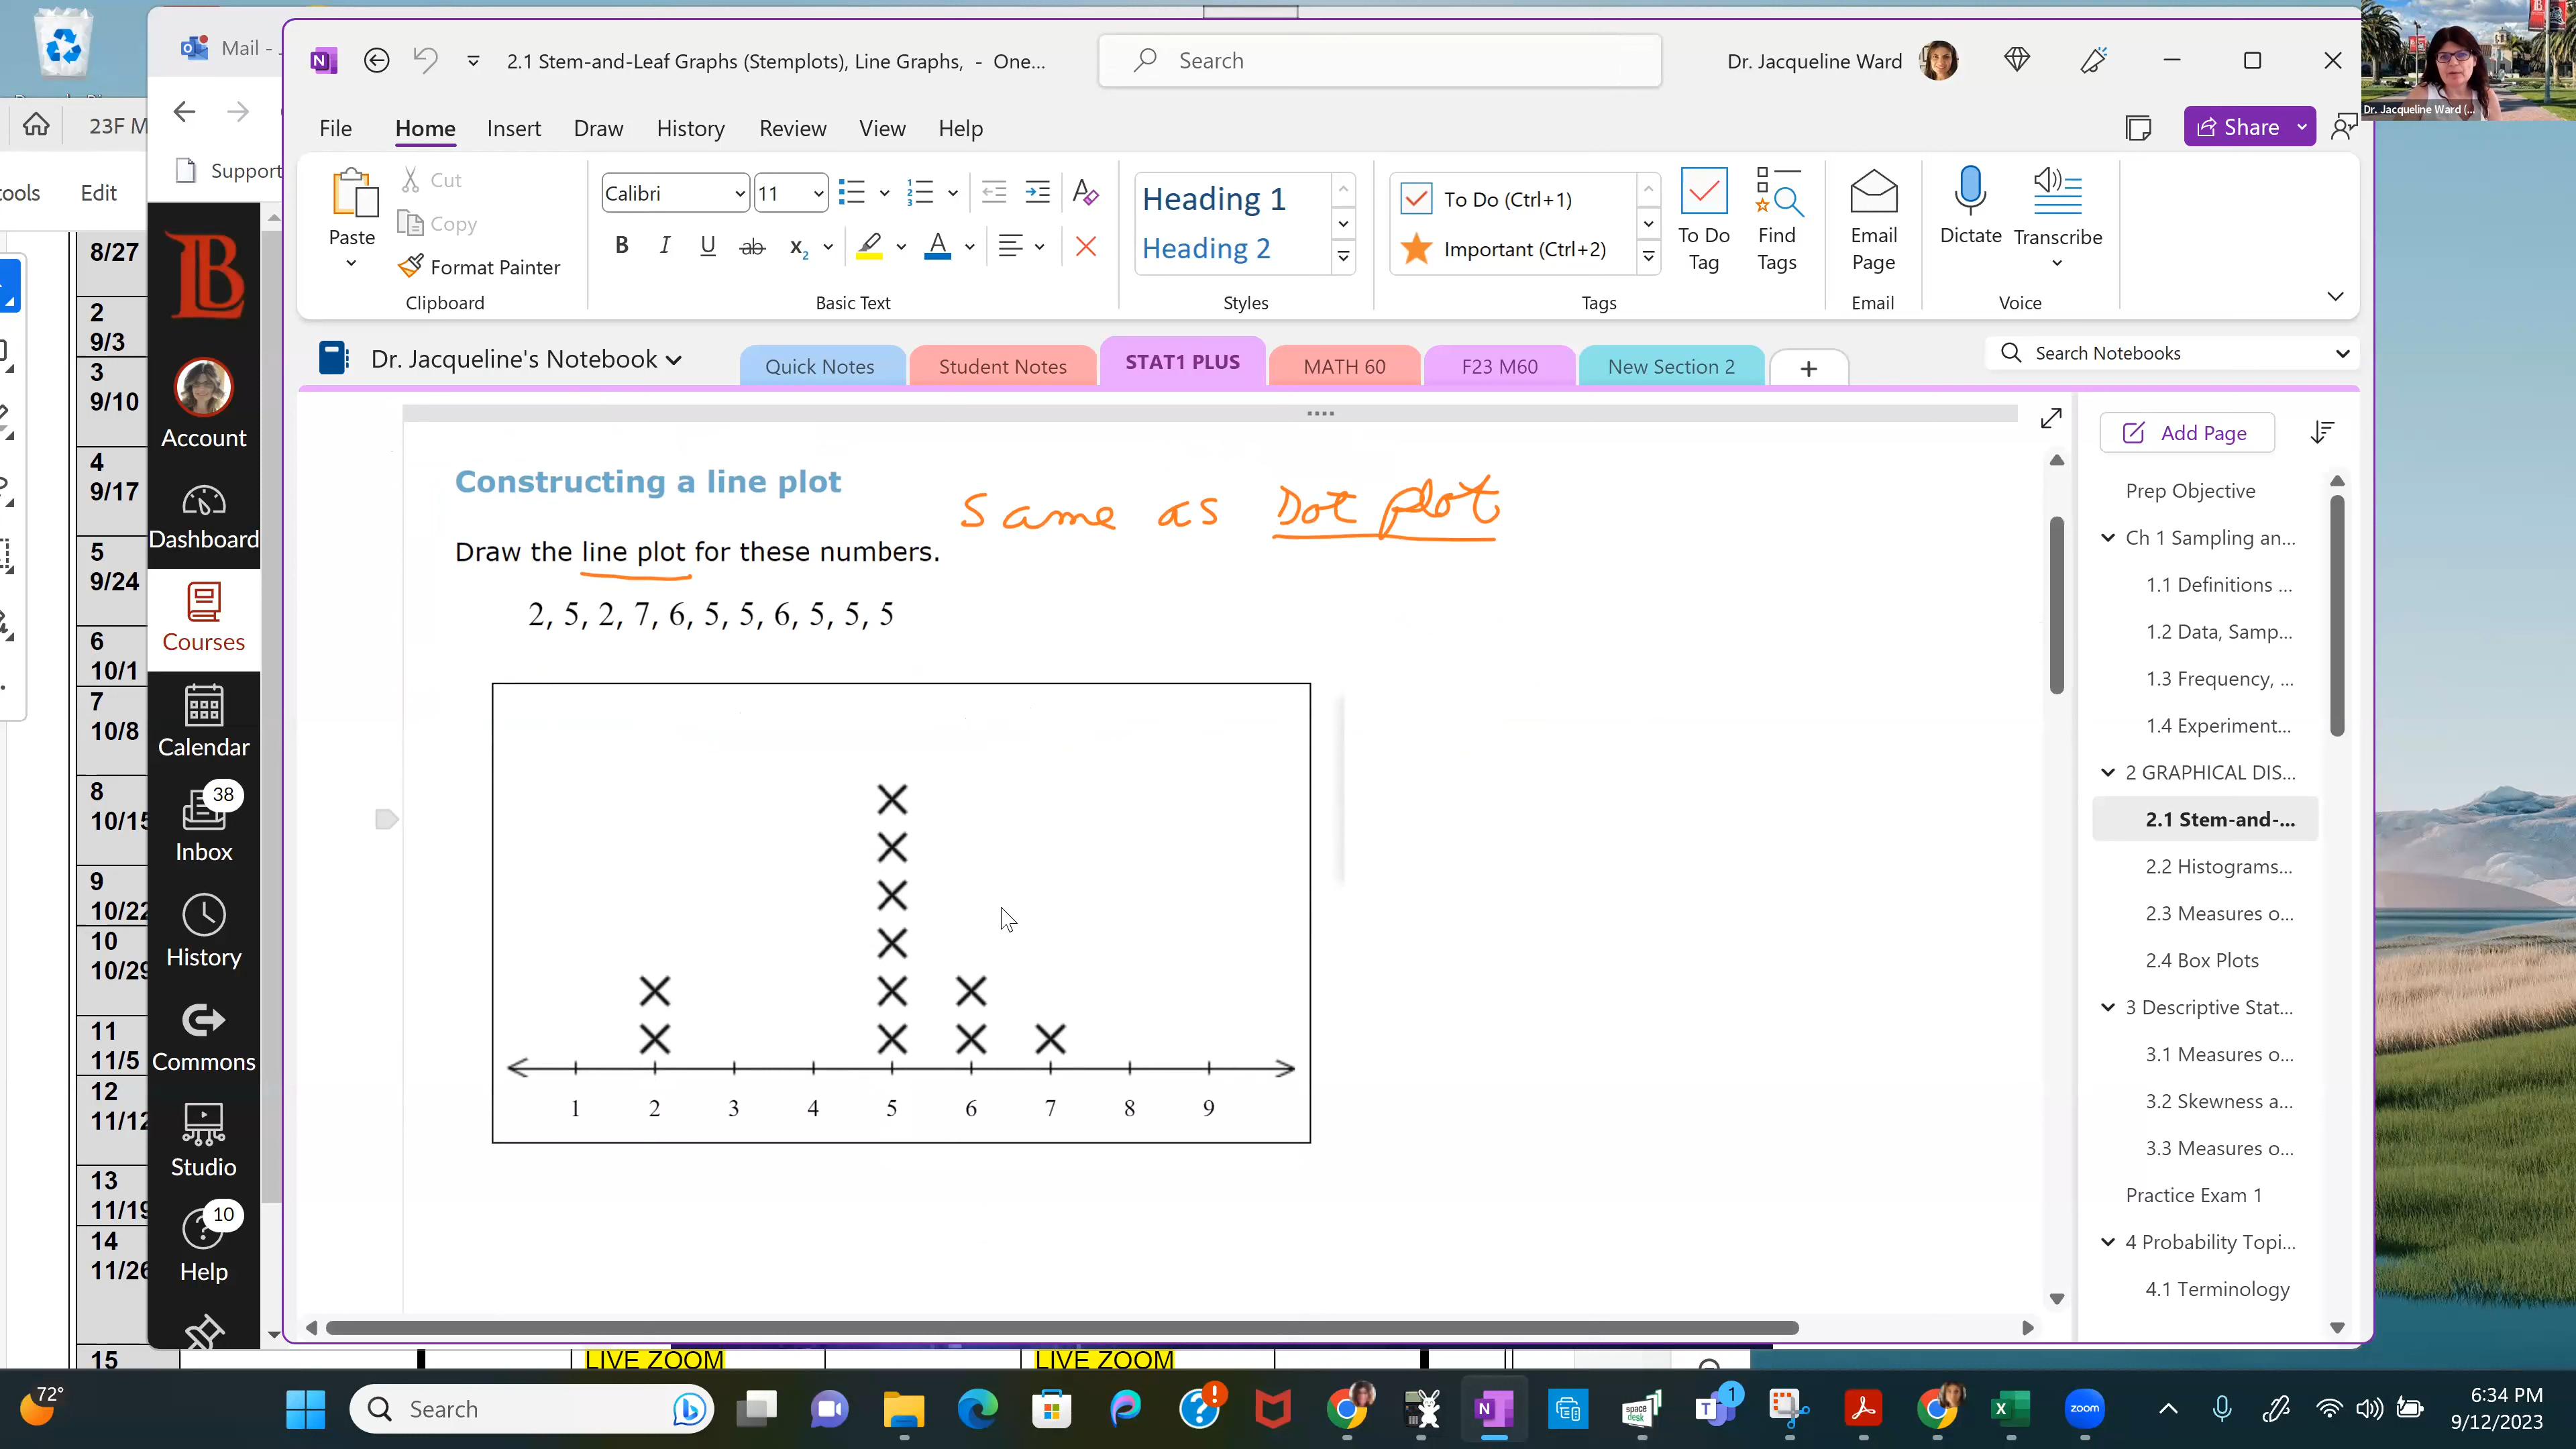 Mail -
2.1 Stem-and-Leaf Graphs (Stemplots), Line Graphs, - One...
Search
Dr. Jacqueline Ward
Dr. Jacqueline Ward (...
23F M
File Home Insert Draw History Review View Help
Share
Support
Edit
Paste
Cut
Copy
Format Painter
Clipboard
Calibri
11
B I U ab x₂ A
Basic Text
Heading 1
Heading 2
Styles
To Do (Ctrl+1)
Important (Ctrl+2)
Tags
To Do Tag
Find Tags
Email Page
Email
Dictate
Transcribe
Voice
Dr. Jacqueline's Notebook
Quick Notes
Student Notes
STAT1 PLUS
MATH 60
F23 M60
New Section 2
+
Search Notebooks
8/27
2
9/3
3
9/10
4
9/17
5
9/24
6
10/1
7
10/8
8
10/15
9
10/22
10
10/29
11
11/5
12
11/12
13
11/19
14
11/26
15
LB
Account
Dashboard
Courses
Calendar
38
Inbox
History
Commons
Studio
10
Help
Constructing a line plot
Same as Dot plot
Draw the line plot for these numbers.
2, 5, 2, 7, 6, 5, 5, 6, 5, 5, 5
1 2 3 4 5 6 7 8 9
Add Page
Prep Objective
Ch 1 Sampling an...
1.1 Definitions ...
1.2 Data, Samp...
1.3 Frequency, ...
1.4 Experiment...
2 GRAPHICAL DIS...
2.1 Stem-and-...
2.2 Histograms...
2.3 Measures o...
2.4 Box Plots
3 Descriptive Stat...
3.1 Measures o...
3.2 Skewness a...
3.3 Measures o...
Practice Exam 1
4 Probability Topi...
4.1 Terminology
LIVE ZOOM
LIVE ZOOM
72°
Search
space desk
1
zoom
6:34 PM
9/12/2023